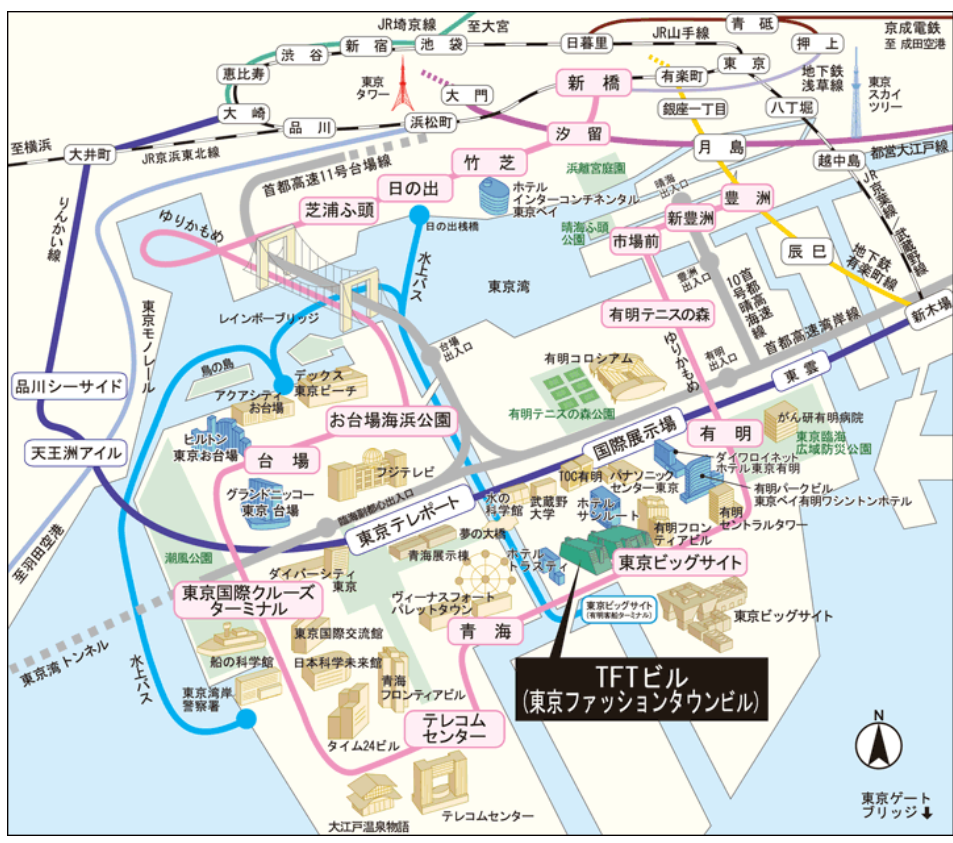 JR埼京線
至大宮
青砥
京成電鉄
至 成田空港
渋谷
新宿
池袋
日暮里
JR山手線
押上
恵比寿
東京
タワー
大門
新橋
有楽町
東京
地下鉄
浅草線
東京
スカイ
ツリー
大崎
品川
浜松町
汐留
銀座一丁目
八丁堀
至横浜
大井町
JR京浜東北線
首都高速11号台場線
竹芝
浜離宮庭園
月島
越中島
都営大江戸線
JR京葉線/武蔵野線
りんかい線
ゆりかもめ
芝浦ふ頭
日の出
ホテル
インターコンチネンタル
東京ベイ
晴海
出入口
晴海ふ頭
公園
豊洲
新豊洲
市場前
日の出桟橋
水上バス
東京湾
豊洲
出入口
10号晴海線
首都高速
辰巳
地下鉄
有楽町線
新木場
東京モノレール
レインボーブリッジ
台場
出入口
有明テニスの森
ゆりかもめ
有明
出入口
首都高速湾岸線
鳥の島
有明コロシアム
有明テニスの森公園
東雲
品川シーサイド
アクアシティ
お台場
デックス
東京ビーチ
お台場海浜公園
天王洲アイル
ヒルトン
東京お台場
台場
フジテレビ
国際展示場
有明
がん研有明病院
東京臨海
広域防災公園
グランドニッコー
東京 台場
臨海副都心出入口
東京テレポート
水の
科学館
武蔵野
大学
TOC有明
パナソニック
センター東京
ダイワロイネット
ホテル東京有明
有明パークビル
東京ベイ有明ワシントンホテル
ホテル
サンルート
有明フロン
ティアビル
有明
セントラルタワー
至羽田空港
潮風公園
ダイバーシティ
東京
青海展示棟
夢の大橋
ホテル
トラスティ
東京ビッグサイト
東京国際クルーズ
ターミナル
ヴィーナスフォート
パレットタウン
青海
東京ビッグサイト
(有明客船ターミナル)
東京ビッグサイト
東京湾トンネル
水上バス
船の科学館
東京国際交流館
日本科学未来館
青海
フロンティアビル
TFTビル
(東京ファッションタウンビル)
東京湾岸
警察署
タイム24ビル
テレコム
センター
大江戸温泉物語
テレコムセンター
N
東京ゲート
ブリッジ⬇